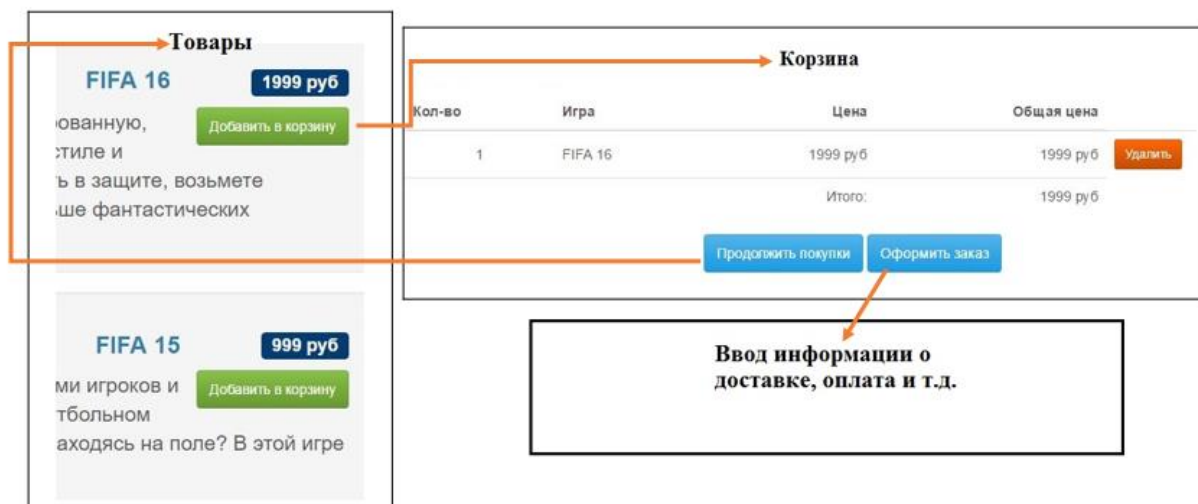 Товары
FIFA 16
1999 руб
ованную,
Добавить в корзину
стиле и
ь в защите, возьмете
ше фантастических
FIFA 15
999 руб
ми игроков и
Добавить в корзину
тбольном
аходясь на поле? В этой игре
Корзина
Кол-во Игра Цена Общая цена
1 FIFA 16 1999 руб 1999 руб Удалить
Итого: 1999 руб
Продолжить покупки Оформить заказ
Ввод информации о
доставке, оплата и т.д.